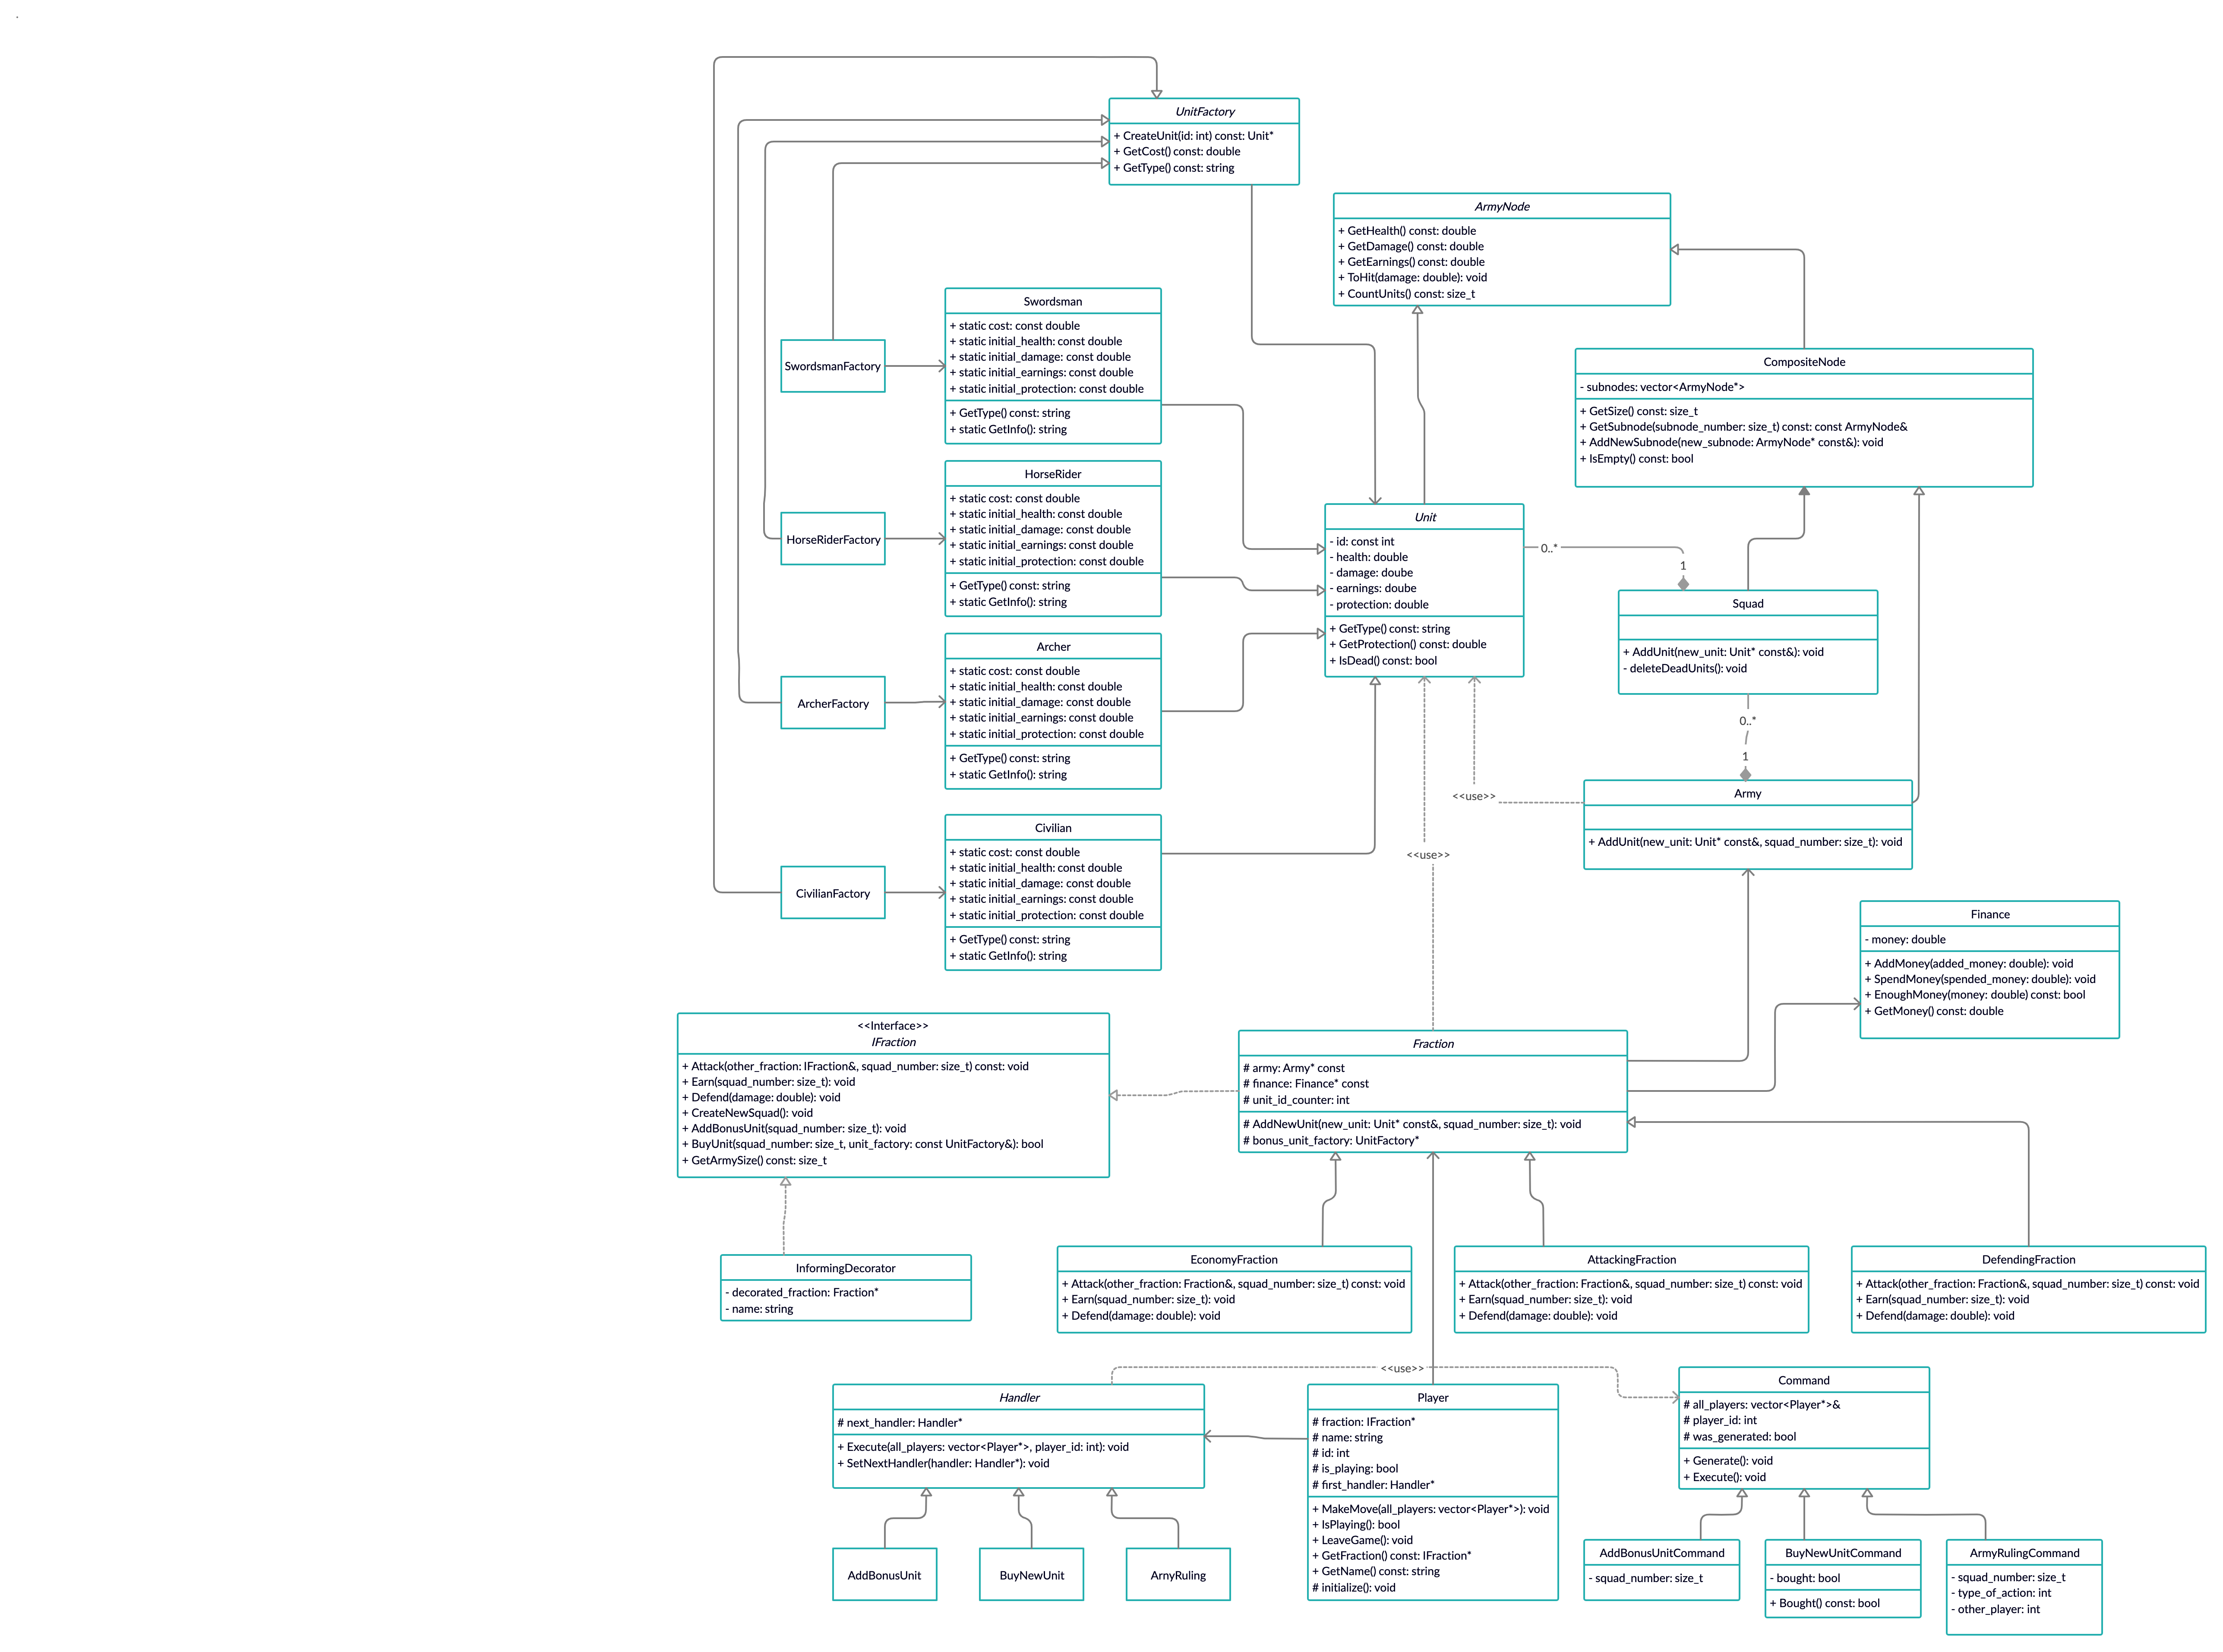 UnitFactory
+ CreateUnit(id: int) const: Unit*
+ GetCost() const: double
+ GetType() const: string
ArmyNode
+ GetHealth() const: double
+ GetDamage() const: double
+ GetEarnings() const: double
+ ToHit(damage: double): void
+ CountUnits() const: size_t
Swordsman
+ static cost: const double
+ static initial_health: const double
+ static initial_damage: const double
+ static initial_earnings: const double
+ static initial_protection: const double
+ GetType() const: string
+ static GetInfo(): string
SwordsmanFactory
CompositeNode
- subnodes: vector<ArmyNode*>
+ GetSize() const: size_t
+ GetSubnode(subnode_number: size_t) const: const ArmyNode&
+ AddNewSubnode(new_subnode: ArmyNode* const&): void
+ IsEmpty() const: bool
HorseRider
+ static cost: const double
+ static initial_health: const double
+ static initial_damage: const double
+ static initial_earnings: const double
+ static initial_protection: const double
+ GetType() const: string
+ static GetInfo(): string
HorseRiderFactory
Unit
- id: const int
- health: double
- damage: doube
- earnings: doube
- protection: double
+ GetType() const: string
+ GetProtection() const: double
+ IsDead() const: bool
0..*
1
Squad
+ AddUnit(new_unit: Unit* const&): void
- deleteDeadUnits(): void
Archer
+ static cost: const double
+ static initial_health: const double
+ static initial_damage: const double
+ static initial_earnings: const double
+ static initial_protection: const double
+ GetType() const: string
+ static GetInfo(): string
ArcherFactory
0..*
1
<<use>>
Army
+ AddUnit(new_unit: Unit* const&, squad_number: size_t): void
<<use>>
Civilian
+ static cost: const double
+ static initial_health: const double
+ static initial_damage: const double
+ static initial_earnings: const double
+ static initial_protection: const double
+ GetType() const: string
+ static GetInfo(): string
CivilianFactory
Finance
- money: double
+ AddMoney(added_money: double): void
+ SpendMoney(spended_money: double): void
+ EnoughMoney(money: double) const: bool
+ GetMoney() const: double
<<Interface>>
IFraction
+ Attack(other_fraction: IFraction&, squad_number: size_t) const: void
+ Earn(squad_number: size_t): void
+ Defend(damage: double): void
+ CreateNewSquad(): void
+ AddBonusUnit(squad_number: size_t): void
+ BuyUnit(squad_number: size_t, unit_factory: const UnitFactory&): bool
+ GetArmySize() const: size_t
Fraction
# army: Army* const
# finance: Finance* const
# unit_id_counter: int
# AddNewUnit(new_unit: Unit* const&, squad_number: size_t): void
# bonus_unit_factory: UnitFactory*
InformingDecorator
- decorated_fraction: Fraction*
- name: string
EconomyFraction
+ Attack(other_fraction: Fraction&, squad_number: size_t) const: void
+ Earn(squad_number: size_t): void
+ Defend(damage: double): void
AttackingFraction
+ Attack(other_fraction: Fraction&, squad_number: size_t) const: void
+ Earn(squad_number: size_t): void
+ Defend(damage: double): void
DefendingFraction
+ Attack(other_fraction: Fraction&, squad_number: size_t) const: void
+ Earn(squad_number: size_t): void
+ Defend(damage: double): void
<<use>>
Handler
# next_handler: Handler*
+ Execute(all_players: vector<Player*>, player_id: int): void
+ SetNextHandler(handler: Handler*): void
Player
# fraction: IFraction*
# name: string
# id: int
# is_playing: bool
# first_handler: Handler*
+ MakeMove(all_players: vector<Player*>): void
+ IsPlaying(): bool
+ LeaveGame(): void
+ GetFraction() const: IFraction*
+ GetName() const: string
# initialize(): void
Command
# all_players: vector<Player*>&
# player_id: int
# was_generated: bool
+ Generate(): void
+ Execute(): void
AddBonusUnit
BuyNewUnit
ArnyRuling
AddBonusUnitCommand
- squad_number: size_t
BuyNewUnitCommand
- bought: bool
+ Bought() const: bool
ArmyRulingCommand
- squad_number: size_t
- type_of_action: int
- other_player: int